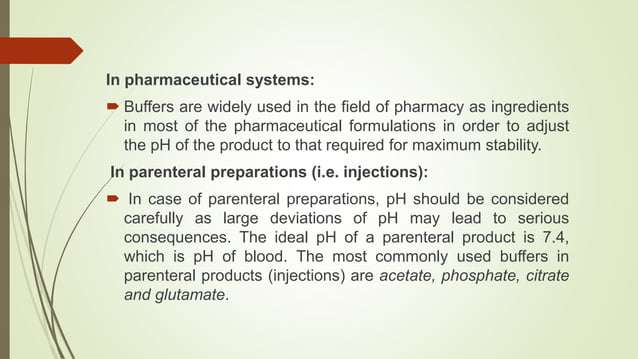 In pharmaceutical systems:
Buffers are widely used in the field of pharmacy as ingredients
in most of the pharmaceutical formulations in order to adjust
the pH of the product to that required for maximum stability.
In parenteral preparations (i.e. injections):
In case of parenteral preparations, pH should be considered
carefully as large deviations of pH may lead to serious
consequences. The ideal pH of a parenteral product is 7.4,
which is pH of blood. The most commonly used buffers in
parenteral products (injections) are acetate, phosphate, citrate
and glutamate.